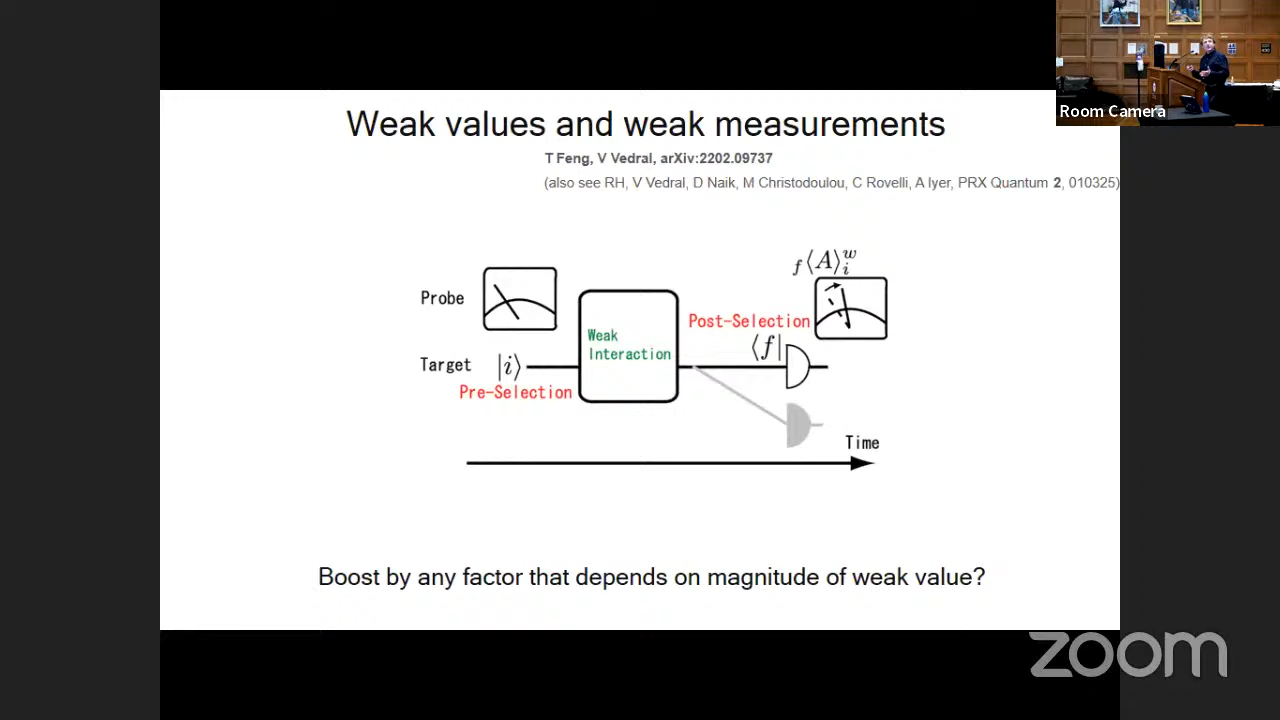 Room Camera
Weak values and weak measurements
T Feng, V Vedral, arXiv:2202.09737
(also see RH, V Vedral, D Naik, M Christodoulou, C Rovelli, A Iyer, PRX Quantum 2, 010325)
f⟨A⟩ᵢʷ
Probe
Post-Selection
Weak
Interaction
⟨f|
Target |i⟩
Pre-Selection
Time
Boost by any factor that depends on magnitude of weak value?
zoom